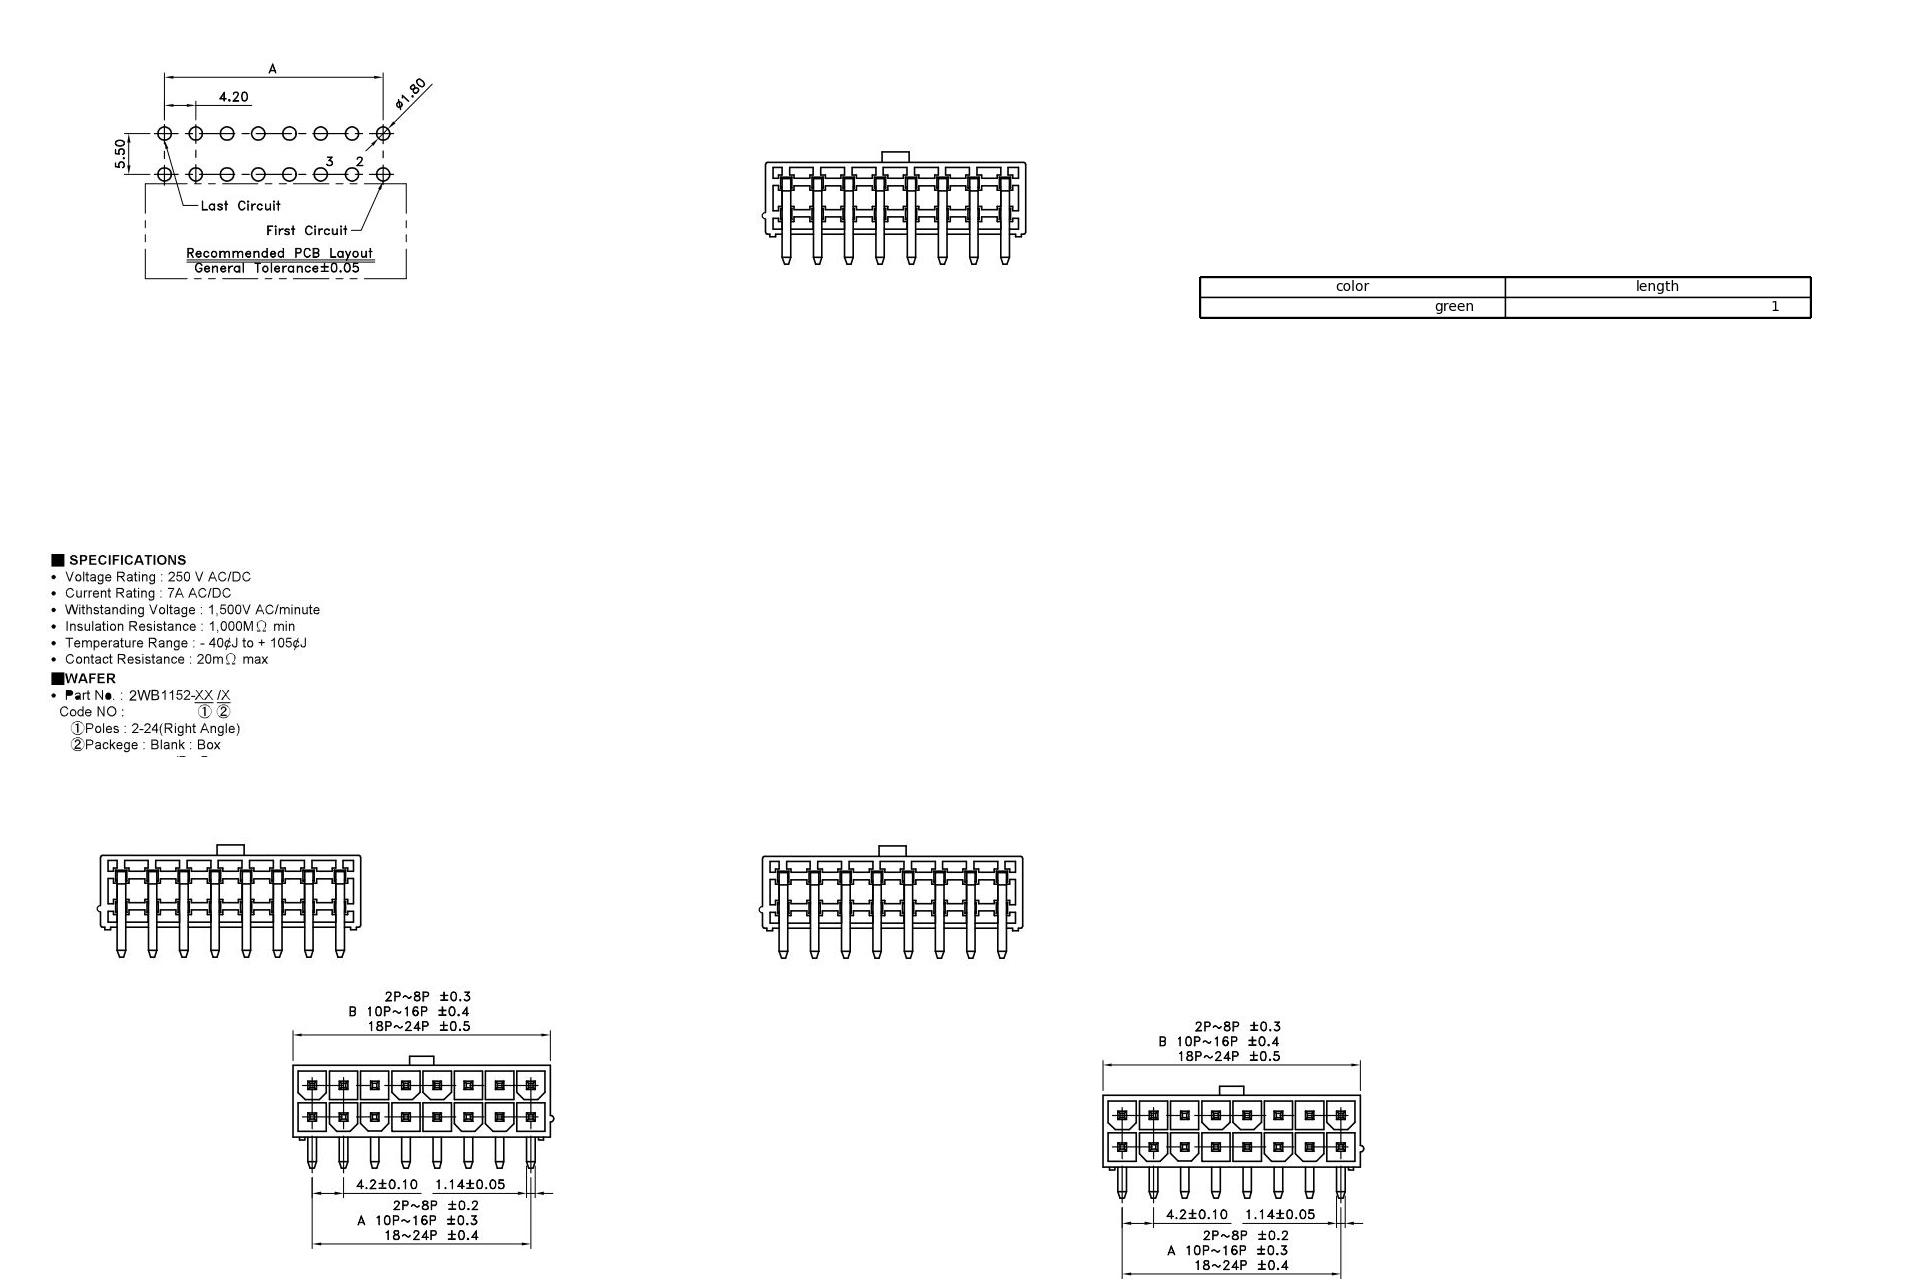 A
4.20
ø1.80
5.50
3 2
Last Circuit
First Circuit
Recommended PCB Layout
General Tolerance±0.05
color length
green 1
SPECIFICATIONS
• Voltage Rating : 250 V AC/DC
• Current Rating : 7A AC/DC
• Withstanding Voltage : 1,500V AC/minute
• Insulation Resistance : 1,000MΩ min
• Temperature Range : - 40¢J to + 105¢J
• Contact Resistance : 20mΩ max
WAFER
• Part No. : 2WB1152-XX /X
Code NO : ① ②
①Poles : 2-24(Right Angle)
②Packege : Blank : Box
2P~8P ±0.3
B 10P~16P ±0.4
18P~24P ±0.5
4.2±0.10 1.14±0.05
2P~8P ±0.2
A 10P~16P ±0.3
18~24P ±0.4
2P~8P ±0.3
B 10P~16P ±0.4
18P~24P ±0.5
4.2±0.10 1.14±0.05
2P~8P ±0.2
A 10P~16P ±0.3
18~24P ±0.4